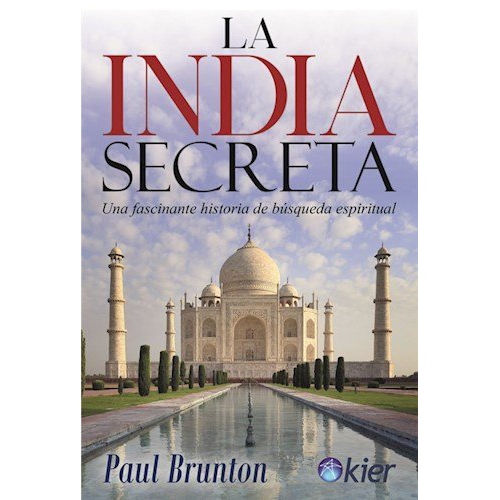 LA
INDIA
SECRETA
Una fascinante historia de búsqueda espiritual
Paul Brunton
kier